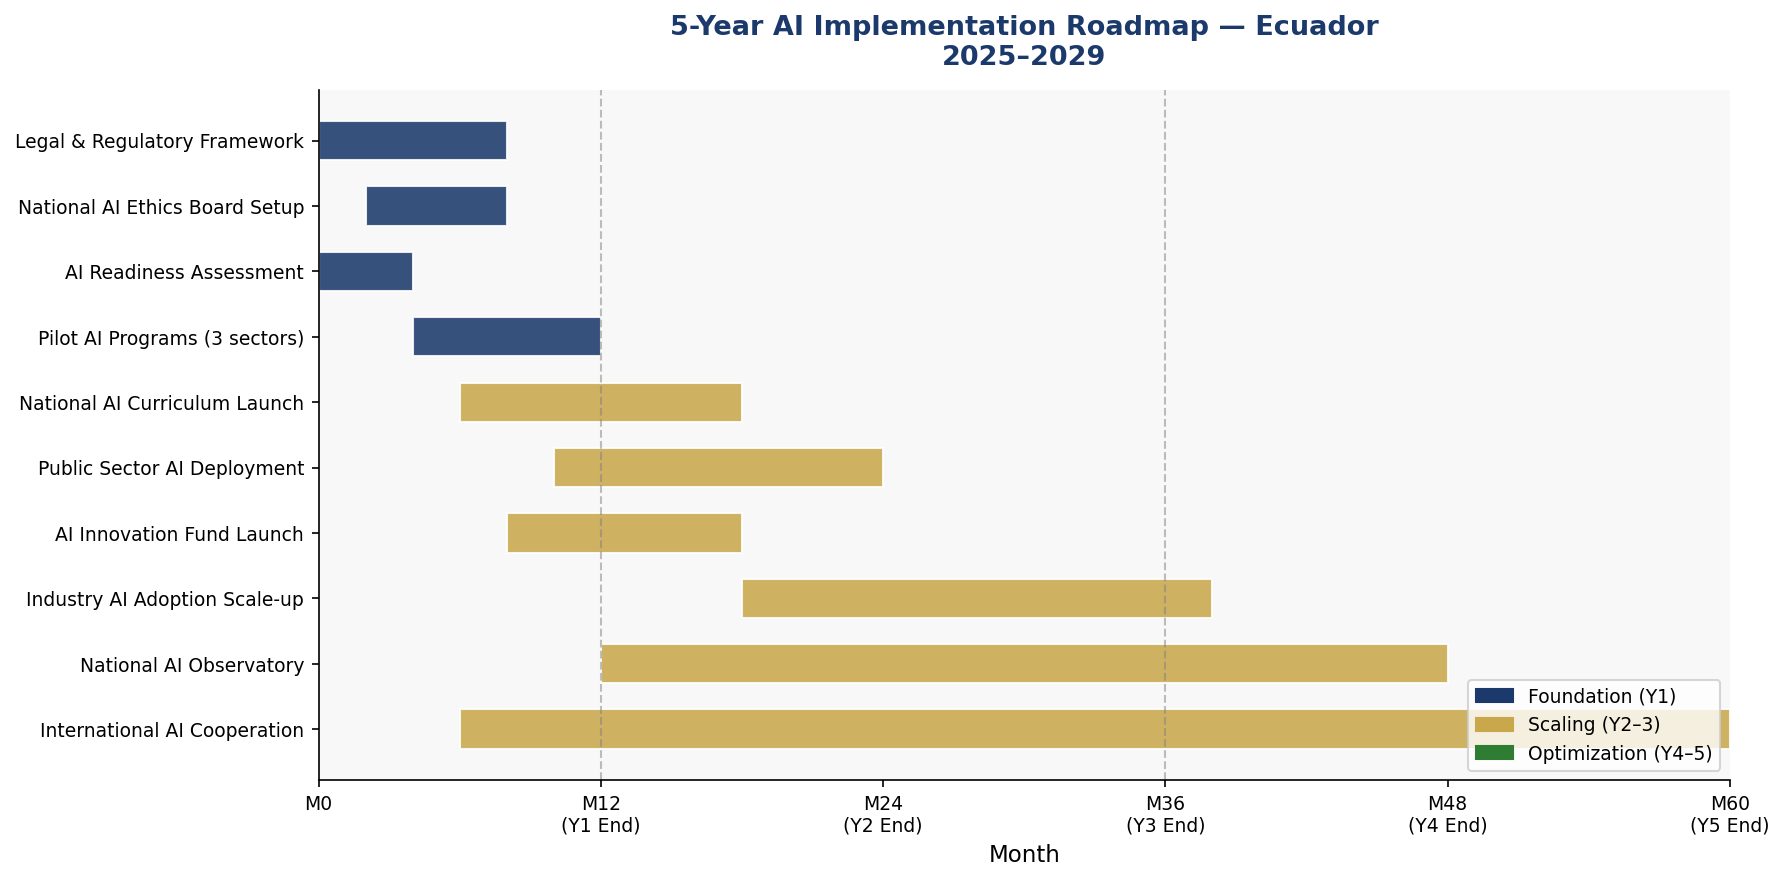 5-Year AI Implementation Roadmap — Ecuador
2025–2029
Legal & Regulatory Framework
National AI Ethics Board Setup
AI Readiness Assessment
Pilot AI Programs (3 sectors)
National AI Curriculum Launch
Public Sector AI Deployment
AI Innovation Fund Launch
Industry AI Adoption Scale-up
National AI Observatory
International AI Cooperation
Foundation (Y1)
Scaling (Y2–3)
Optimization (Y4–5)
M0
M12
(Y1 End)
M24
(Y2 End)
M36
(Y3 End)
M48
(Y4 End)
M60
(Y5 End)
Month